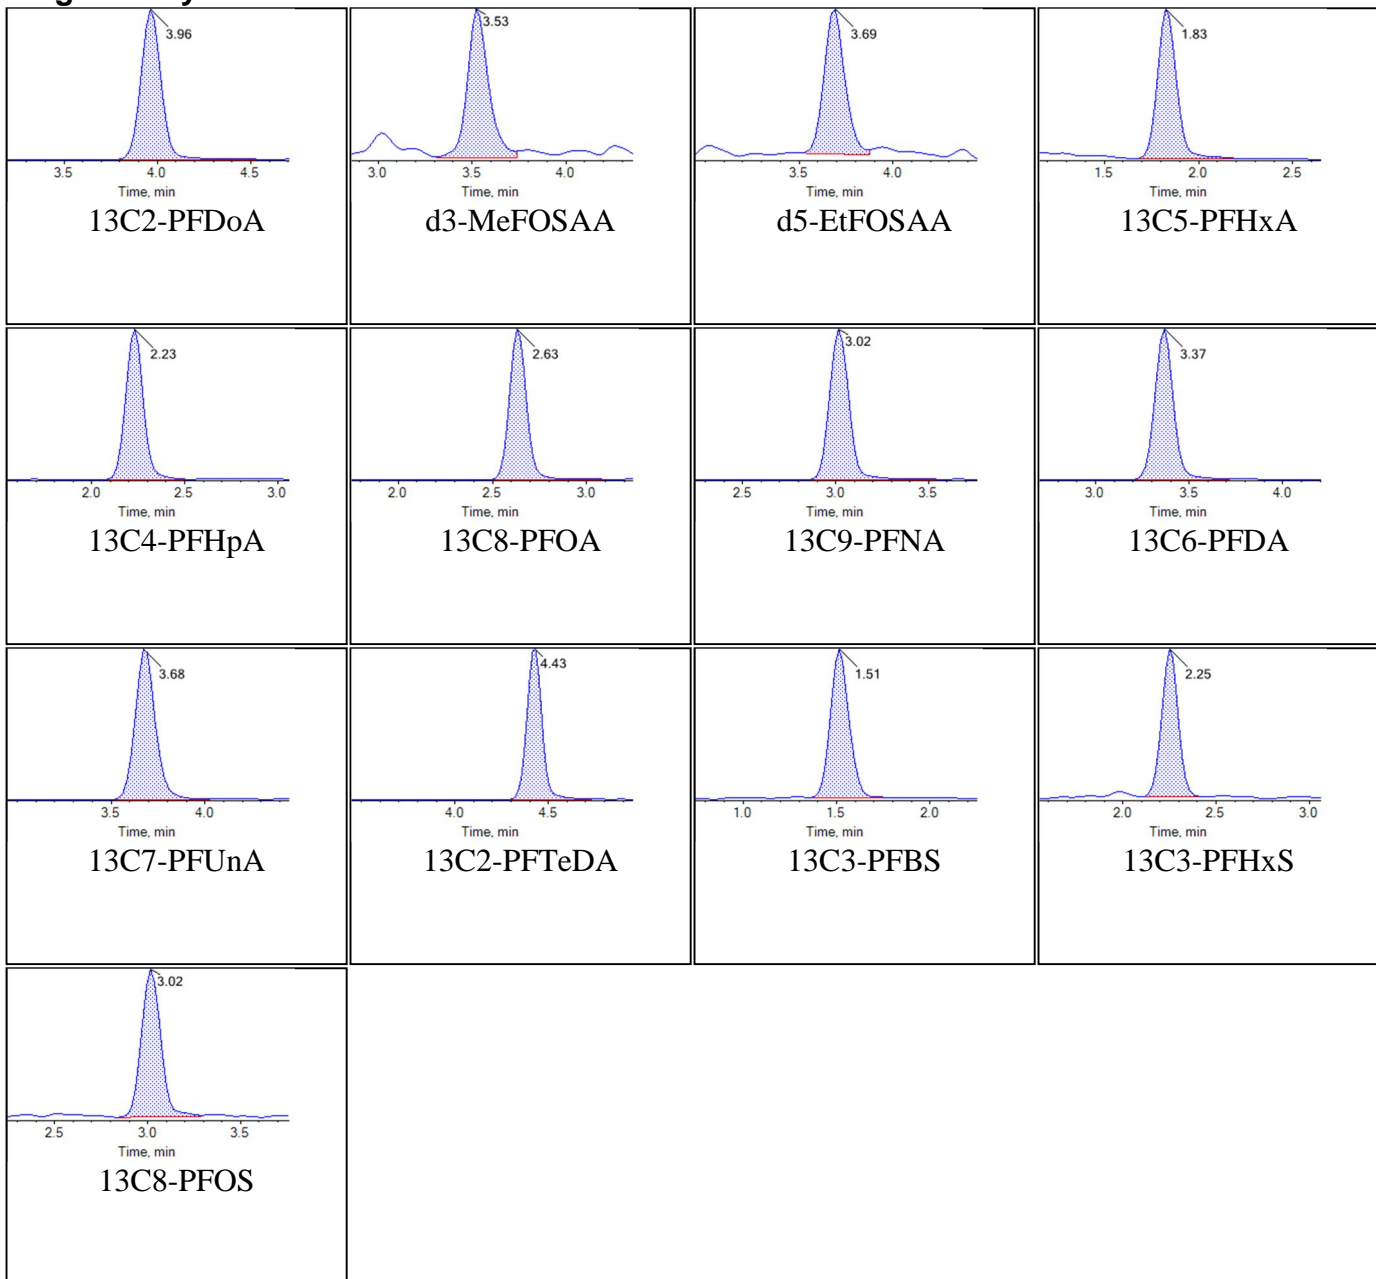 3.96
3.5 4.0 4.5
Time, min
13C2-PFDoA
3.53
3.0 3.5 4.0
Time, min
d3-MeFOSAA
3.69
3.5 4.0
Time, min
d5-EtFOSAA
1.83
1.5 2.0 2.5
Time, min
13C5-PFHxA
2.23
2.0 2.5 3.0
Time, min
13C4-PFHpA
2.63
2.0 2.5 3.0
Time, min
13C8-PFOA
3.02
2.5 3.0 3.5
Time, min
13C9-PFNA
3.37
3.0 3.5 4.0
Time, min
13C6-PFDA
3.68
3.5 4.0
Time, min
13C7-PFUnA
4.43
4.0 4.5
Time, min
13C2-PFTeDA
1.51
1.0 1.5 2.0
Time, min
13C3-PFBS
2.25
2.0 2.5 3.0
Time, min
13C3-PFHxS
3.02
2.5 3.0 3.5
Time, min
13C8-PFOS